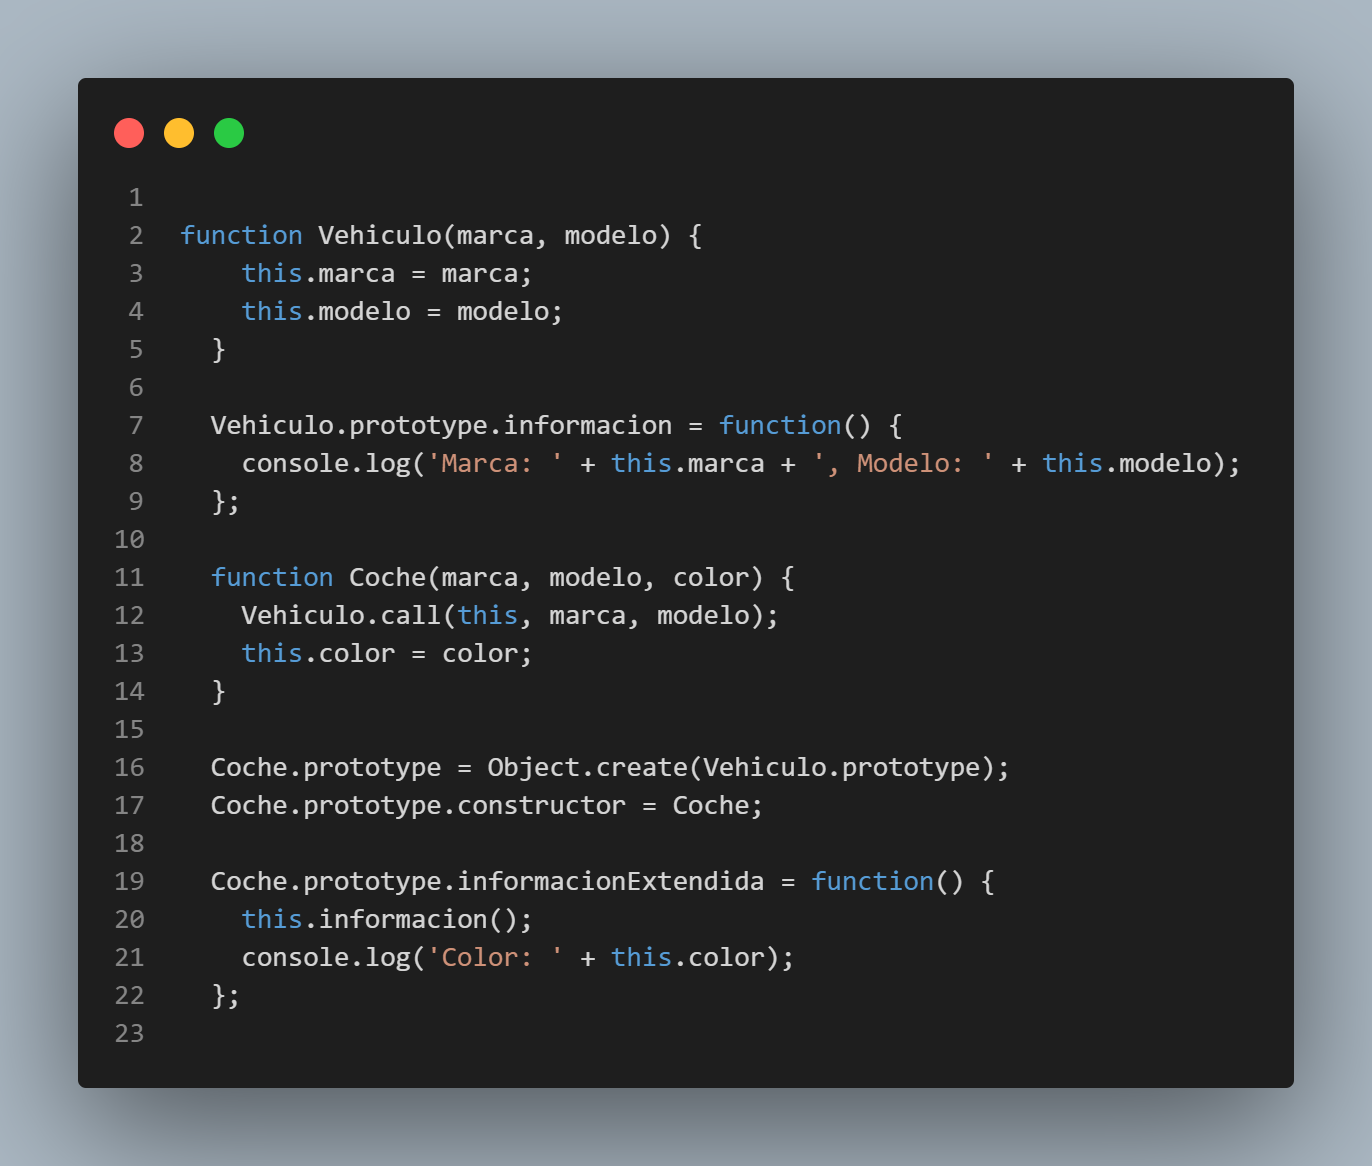 1
2 function Vehiculo(marca, modelo) {
3     this.marca = marca;
4     this.modelo = modelo;
5   }
6
7   Vehiculo.prototype.informacion = function() {
8     console.log('Marca: ' + this.marca + ', Modelo: ' + this.modelo);
9   };
10
11   function Coche(marca, modelo, color) {
12     Vehiculo.call(this, marca, modelo);
13     this.color = color;
14   }
15
16   Coche.prototype = Object.create(Vehiculo.prototype);
17   Coche.prototype.constructor = Coche;
18
19   Coche.prototype.informacionExtendida = function() {
20     this.informacion();
21     console.log('Color: ' + this.color);
22   };
23